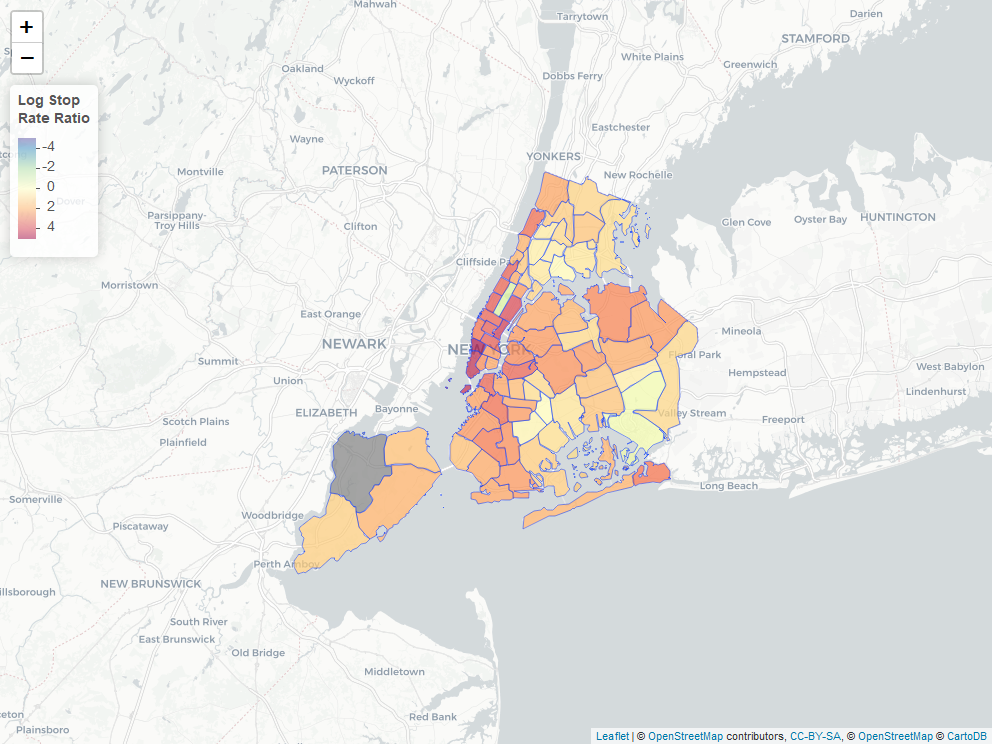 +
−
Log Stop
Rate Ratio
-4
-2
0
2
4
Mahwah
Tarrytown
Darien
STAMFORD
White Plains
Greenwich
Oakland
Wyckoff
Dobbs Ferry
Eastchester
Wayne
YONKERS
PATERSON
Montville
New Rochelle
Dover
Parsippany-
Troy Hills
Clifton
Glen Cove
Oyster Bay
HUNTINGTON
Cliffside Pa
Morristown
East Orange
NEWARK
NEW YORK
Mineola
Floral Park
Summit
Hempstead
West Babylon
Union
Lindenhurst
ELIZABETH
Bayonne
Valley Stream
Freeport
Scotch Plains
Plainfield
Long Beach
Somerville
Woodbridge
Piscataway
Perth Amboy
NEW BRUNSWICK
illsborough
South River
East Brunswick
Old Bridge
Middletown
Red Bank
ceton
Plainsboro
Leaflet | © OpenStreetMap contributors, CC-BY-SA, © OpenStreetMap © CartoDB